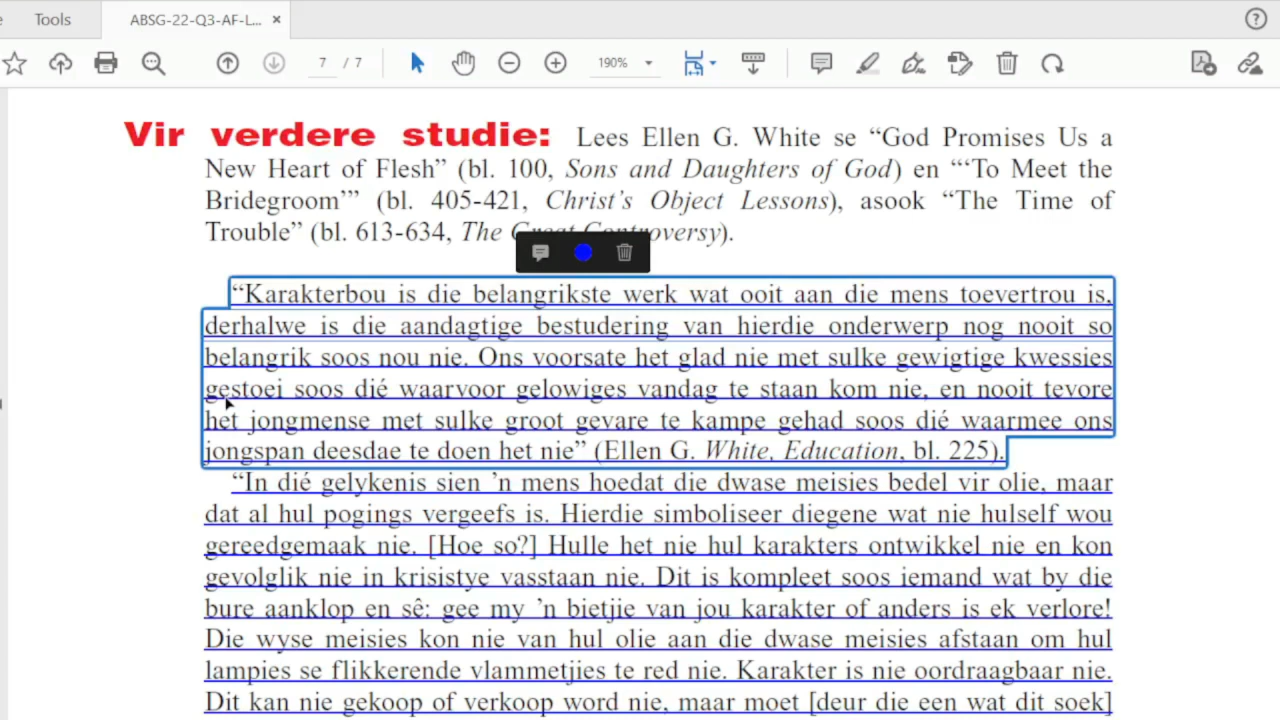 Tools
ABSG-22-Q3-AF-L... ×
7 / 7
190%
Vir verdere studie: Lees Ellen G. White se “God Promises Us a
New Heart of Flesh” (bl. 100, Sons and Daughters of God) en “‘To Meet the
Bridegroom’” (bl. 405-421, Christ’s Object Lessons), asook “The Time of
Trouble” (bl. 613-634, The Great Controversy).
“Karakterbou is die belangrikste werk wat ooit aan die mens toevertrou is,
derhalwe is die aandagtige bestudering van hierdie onderwerp nog nooit so
belangrik soos nou nie. Ons voorsate het glad nie met sulke gewigtige kwessies
gestoei soos dié waarvoor gelowiges vandag te staan kom nie, en nooit tevore
het jongmense met sulke groot gevare te kampe gehad soos dié waarmee ons
jongspan deesdae te doen het nie” (Ellen G. White, Education, bl. 225).
“In dié gelykenis sien ’n mens hoedat die dwase meisies bedel vir olie, maar
dat al hul pogings vergeefs is. Hierdie simboliseer diegene wat nie hulself wou
gereedgemaak nie. [Hoe so?] Hulle het nie hul karakters ontwikkel nie en kon
gevolglik nie in krisistye vasstaan nie. Dit is kompleet soos iemand wat by die
bure aanklop en sê: gee my ’n bietjie van jou karakter of anders is ek verlore!
Die wyse meisies kon nie van hul olie aan die dwase meisies afstaan om hul
lampies se flikkerende vlammetjies te red nie. Karakter is nie oordraagbaar nie.
Dit kan nie gekoop of verkoop word nie, maar moet [deur die een wat dit soek]